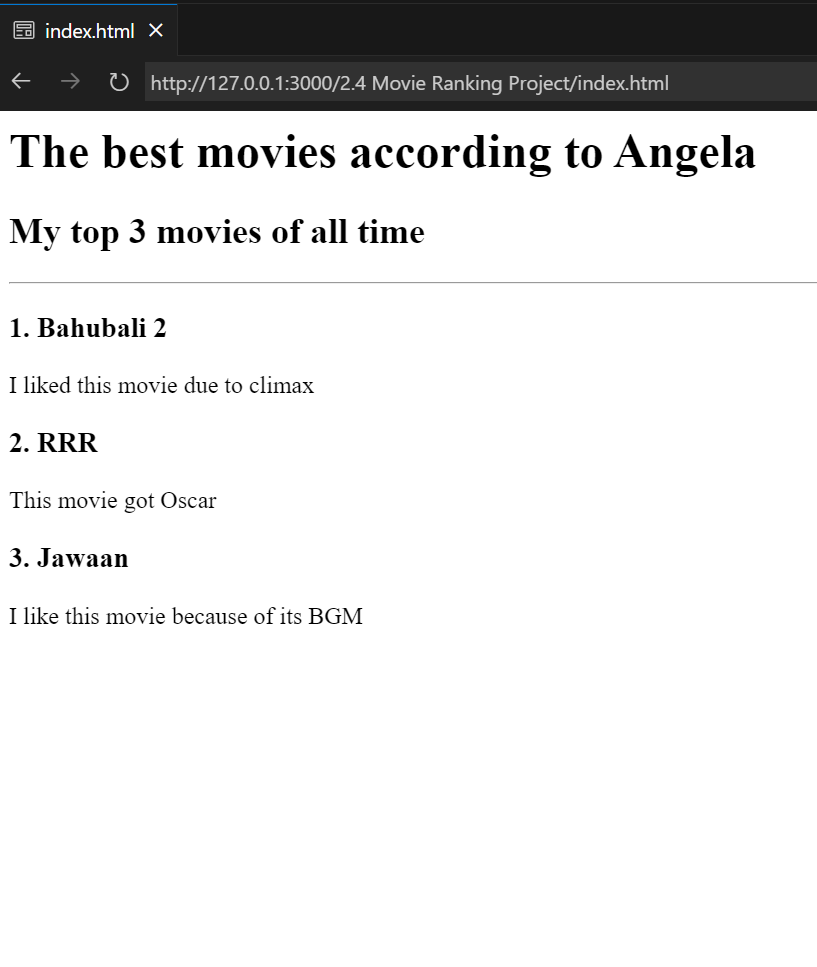 index.html
http://127.0.0.1:3000/2.4 Movie Ranking Project/index.html
The best movies according to Angela
My top 3 movies of all time
1. Bahubali 2
I liked this movie due to climax
2. RRR
This movie got Oscar
3. Jawaan
I like this movie because of its BGM